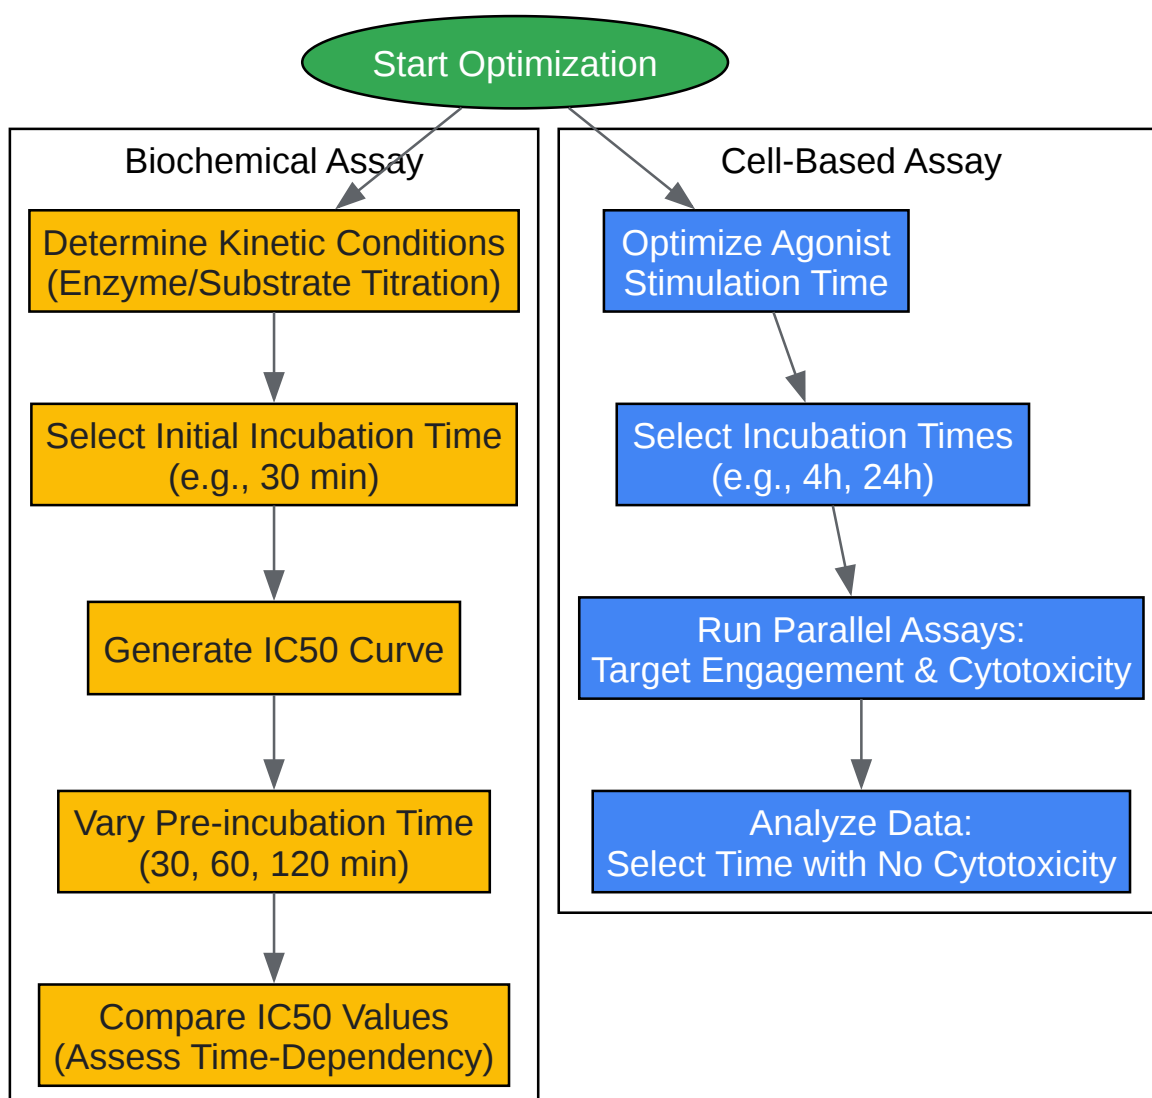 Start Optimization
Biochemical Assay
Determine Kinetic Conditions
(Enzyme/Substrate Titration)
Select Initial Incubation Time
(e.g., 30 min)
Generate IC50 Curve
Vary Pre-incubation Time
(30, 60, 120 min)
Compare IC50 Values
(Assess Time-Dependency)
Cell-Based Assay
Optimize Agonist
Stimulation Time
Select Incubation Times
(e.g., 4h, 24h)
Run Parallel Assays:
Target Engagement & Cytotoxicity
Analyze Data:
Select Time with No Cytotoxicity